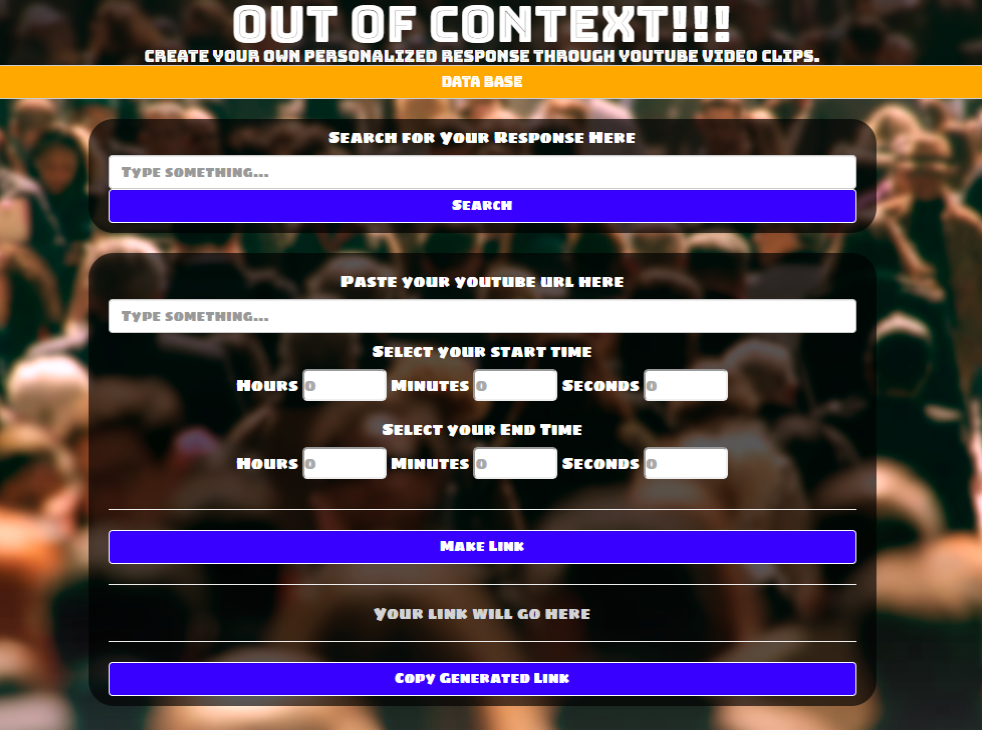 OUT OF CONTEXT!!!
CREATE YOUR OWN PERSONALIZED RESPONSE THROUGH YOUTUBE VIDEO CLIPS.
DATA BASE
Search for Your Response Here
Type something...
Search
Paste your youtube url here
Type something...
Select your start time
Hours 0 Minutes 0 Seconds 0
Select your End Time
Hours 0 Minutes 0 Seconds 0
Make Link
Your link will go here
Copy Generated Link